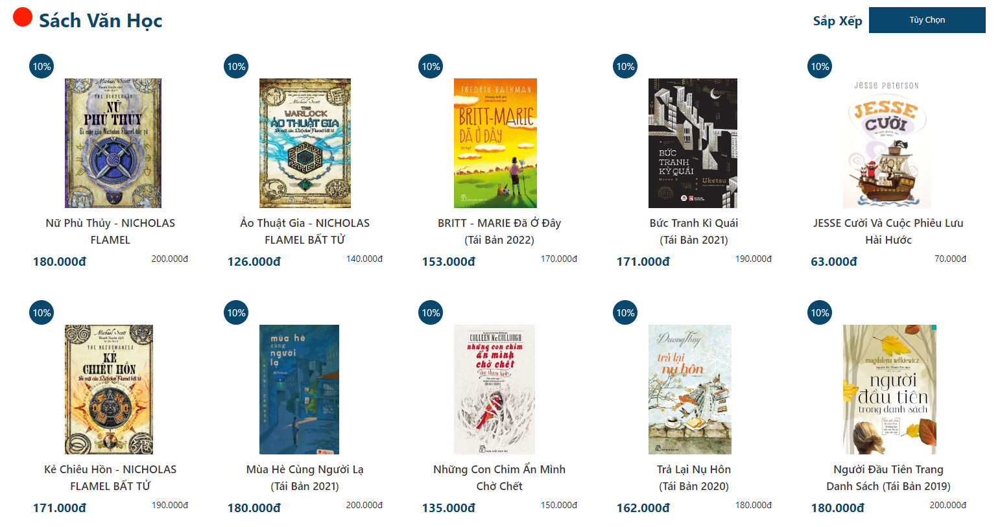 Sách Văn Học
Sắp Xếp
Tùy Chọn
10%
10%
10%
10%
10%
Michael Scott
Thanh Tuyền dịch
THE SORCERESS
NỮ
PHÙ THỦY
Bí mật của Nicholas Flamel bất tử
Michael Scott
THE
WARLOCK
ẢO THUẬT GIA
Bí mật của Nicholas Flamel bất tử
FREDRIK BACKMAN
BRITT-MARIE
ĐÃ Ở ĐÂY
BỨC
TRANH
KỲ QUÁI
Uketsu
JESSE PETERSON
JESSE
CƯỜI
Nữ Phù Thủy - NICHOLAS
FLAMEL
180.000đ
200.000đ
Ảo Thuật Gia - NICHOLAS
FLAMEL BẤT TỬ
126.000đ
140.000đ
BRITT - MARIE Đã Ở Đây
(Tái Bản 2022)
153.000đ
170.000đ
Bức Tranh Kì Quái
(Tái Bản 2021)
171.000đ
190.000đ
JESSE Cười Và Cuộc Phiêu Lưu
Hài Hước
63.000đ
70.000đ
10%
10%
10%
10%
10%
Michael Scott
Thanh Tuyền dịch
THE NECROMANCER
KẺ
CHIÊU HỒN
Bí mật của Nicholas Flamel bất tử
mùa hè
cùng
người
lạ
COLLEEN McCULLOUGH
những con chim
ẩn mình
chờ chết
the thorn birds
NHÀ XUẤT BẢN TRẺ
Dương Thụy
trả lại
nụ hôn
magdalena witkiewicz
người
đầu tiên
trong danh sách
Kẻ Chiêu Hồn - NICHOLAS
FLAMEL BẤT TỬ
171.000đ
190.000đ
Mùa Hè Cùng Người Lạ
(Tái Bản 2021)
180.000đ
200.000đ
Những Con Chim Ẩn Mình
Chờ Chết
135.000đ
150.000đ
Trả Lại Nụ Hôn
(Tái Bản 2020)
162.000đ
180.000đ
Người Đầu Tiên Trang
Danh Sách (Tái Bản 2019)
180.000đ
200.000đ